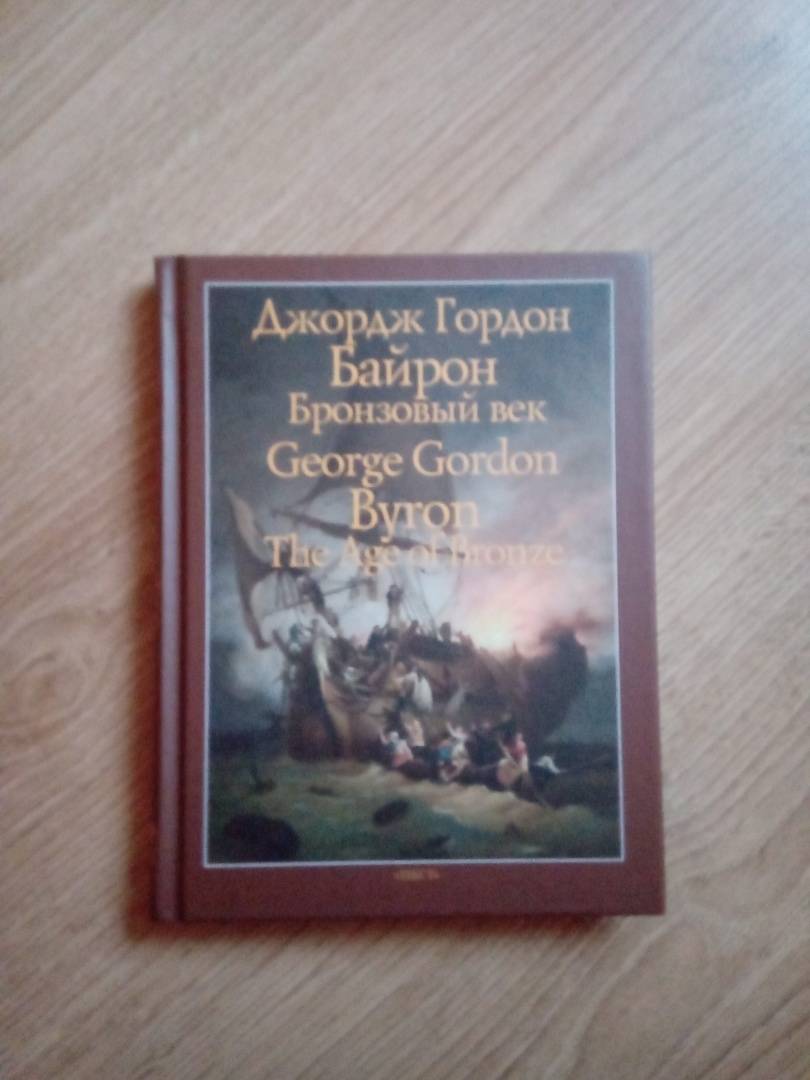 Джордж Гордон
Байрон
Бронзовый век
George Gordon
Byron
The Age of Bronze